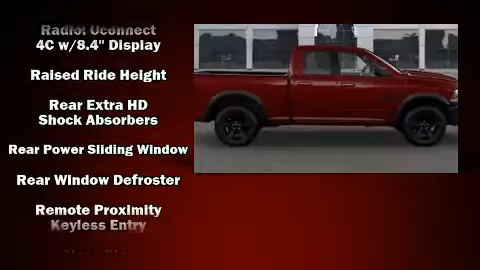 Radio: Uconnect
4C w/8.4" Display
Raised Ride Height
Rear Extra HD
Shock Absorbers
Rear Power Sliding Window
Rear Window Defroster
Remote Proximity
Keyless Entry